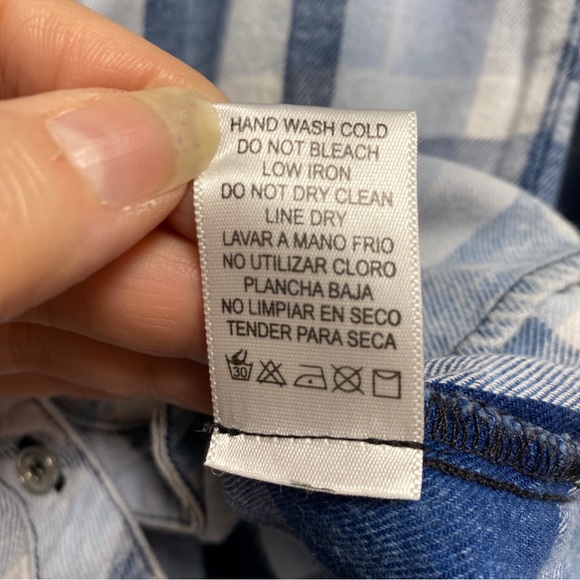 HAND WASH COLD
DO NOT BLEACH
LOW IRON
DO NOT DRY CLEAN
LINE DRY
LAVAR A MANO FRIO
NO UTILIZAR CLORO
PLANCHA BAJA
NO LIMPIAR EN SECO
TENDER PARA SECA
30